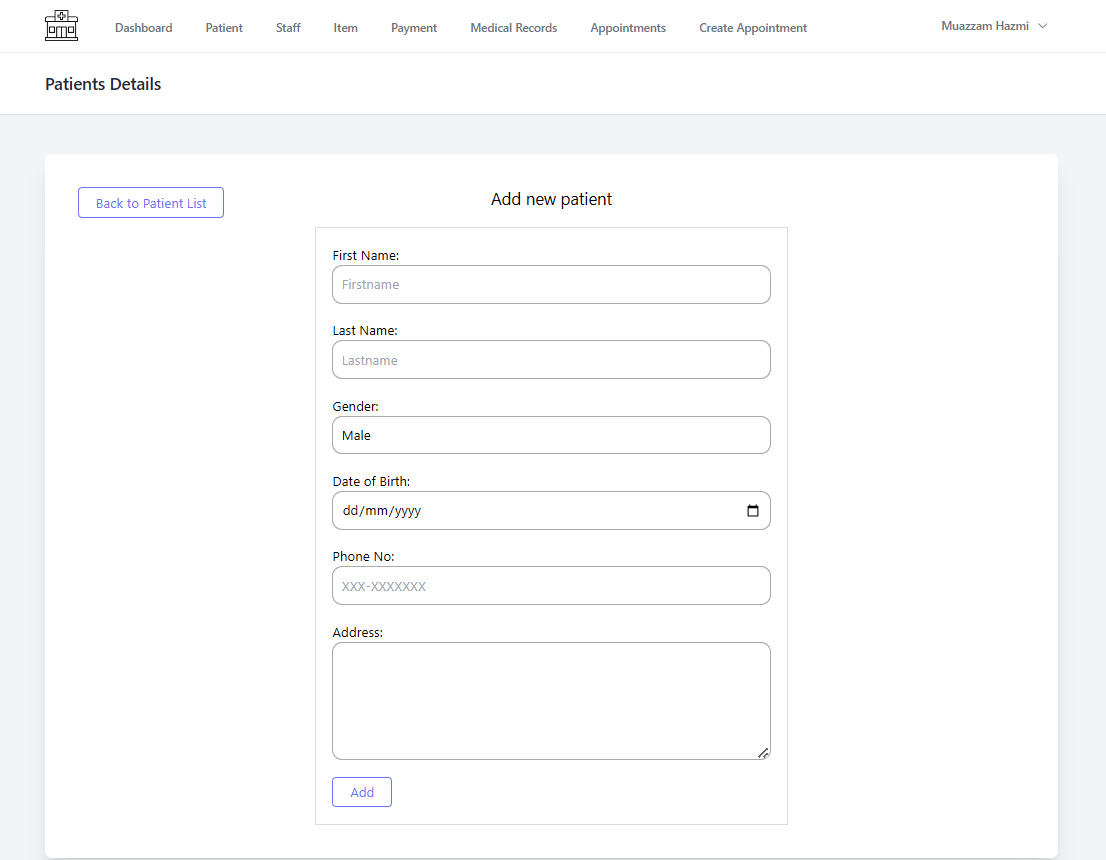 Dashboard Patient Staff Item Payment Medical Records Appointments Create Appointment Muazzam Hazmi
Patients Details
Back to Patient List
Add new patient
First Name:
Firstname
Last Name:
Lastname
Gender:
Male
Date of Birth:
dd/mm/yyyy
Phone No:
XXX-XXXXXXX
Address:
Add